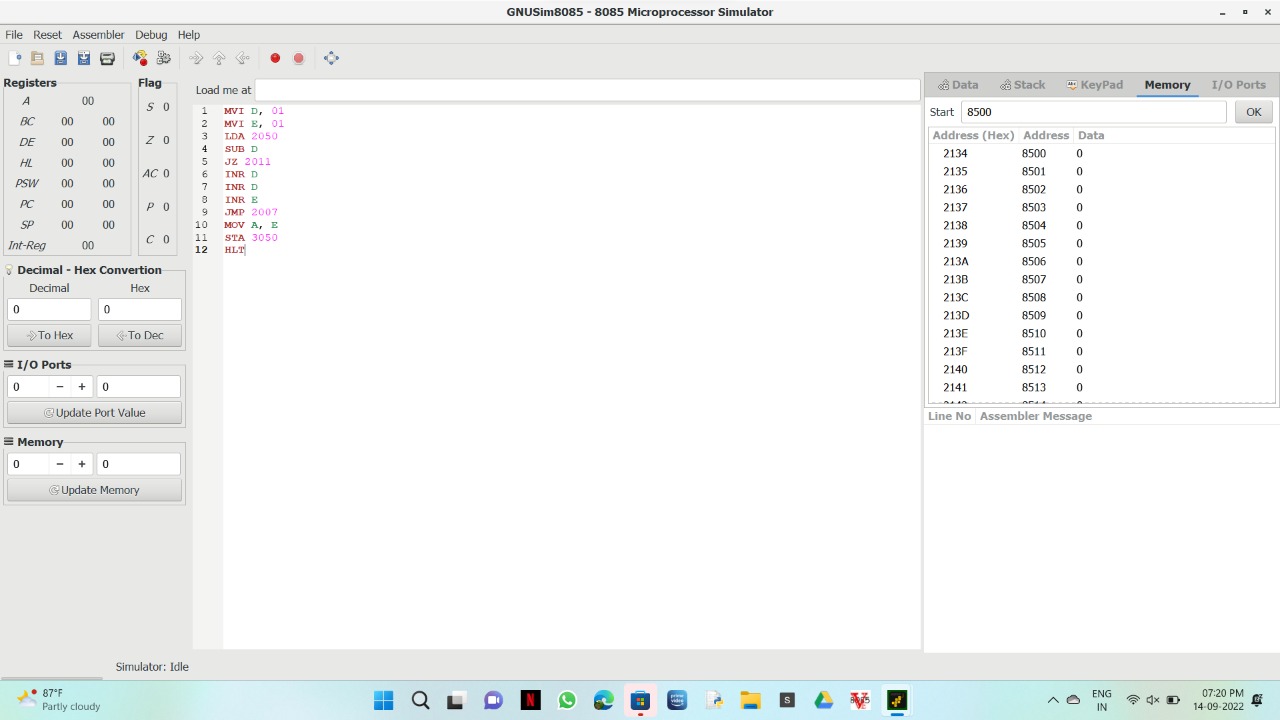 GNUSim8085 - 8085 Microprocessor Simulator
File Reset Assembler Debug Help
Registers
A 00
BC 00 00
DE 00 00
HL 00 00
PSW 00 00
PC 00 00
SP 00 00
Int-Reg 00
Flag
S 0
Z 0
AC 0
P 0
C 0
Decimal - Hex Convertion
Decimal Hex
0 0
To Hex To Dec
I/O Ports
0 − + 0
Update Port Value
Memory
0 − + 0
Update Memory
Load me at
1 MVI D, 01
2 MVI E, 01
3 LDA 2050
4 SUB D
5 JZ 2011
6 INR D
7 INR D
8 INR E
9 JMP 2007
10 MOV A, E
11 STA 3050
12 HLT
Data Stack KeyPad Memory I/O Ports
Start 8500 OK
Address (Hex) Address Data
2134 8500 0
2135 8501 0
2136 8502 0
2137 8503 0
2138 8504 0
2139 8505 0
213A 8506 0
213B 8507 0
213C 8508 0
213D 8509 0
213E 8510 0
213F 8511 0
2140 8512 0
2141 8513 0
Line No Assembler Message
Simulator: Idle
87°F
Partly cloudy
ENG
IN
07:20 PM
14-09-2022